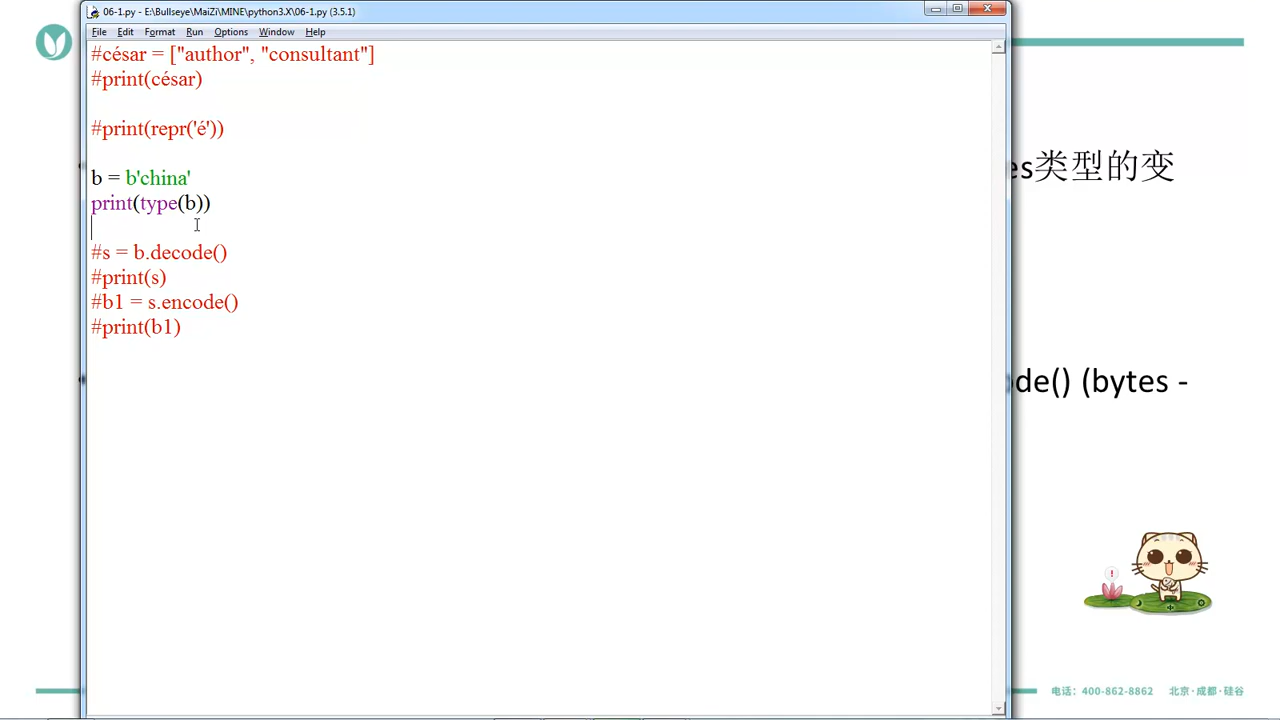 06-1.py - E:\Bullseye\MaiZi\MINE\python3.X\06-1.py (3.5.1)
File Edit Format Run Options Window Help
#césar = ["author", "consultant"]
#print(césar)
#print(repr('é'))
b = b'china'
print(type(b))
#s = b.decode()
#print(s)
#b1 = s.encode()
#print(b1)
es类型的变
ode() (bytes -
电话：400-862-8862 北京·成都·硅谷